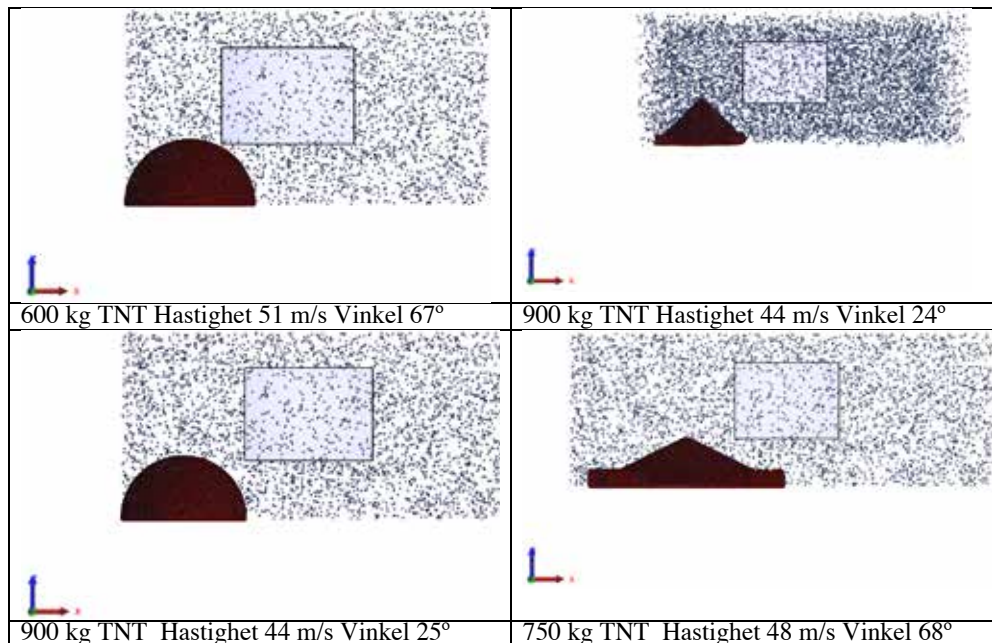 600 kg TNT Hastighet 51 m/s Vinkel 67º
900 kg TNT Hastighet 44 m/s Vinkel 24º
900 kg TNT Hastighet 44 m/s Vinkel 25º
750 kg TNT Hastighet 48 m/s Vinkel 68º